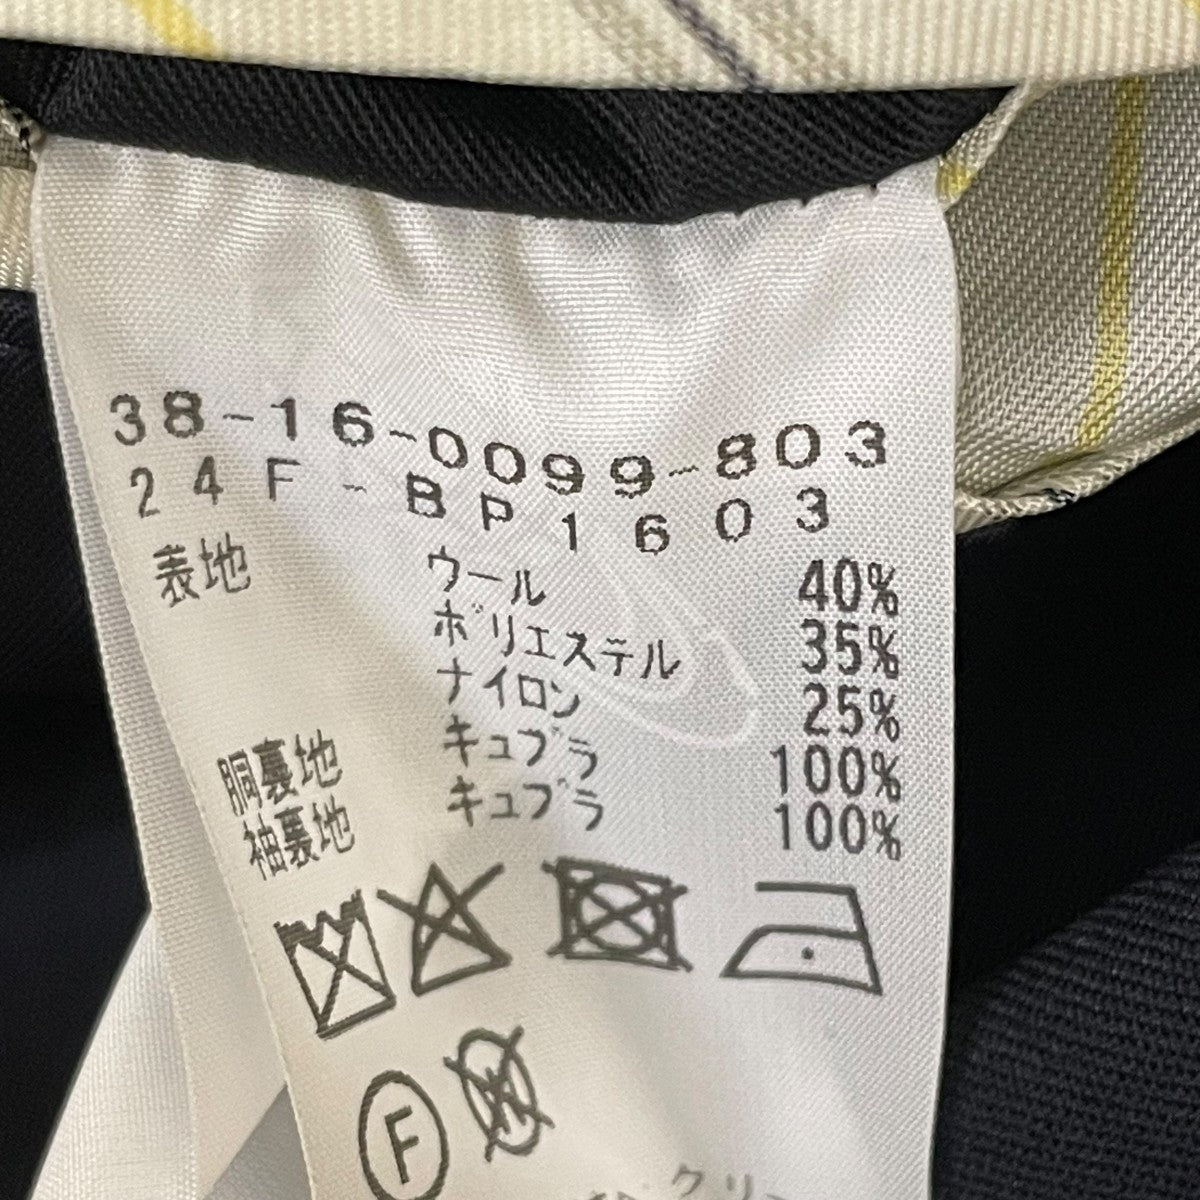 38-16-0099-803
24F-BP1603
表地 ウール 40%
ポリエステル 35%
ナイロン 25%
胴裏地 キュプラ 100%
袖裏地 キュプラ 100%
F W
クリ